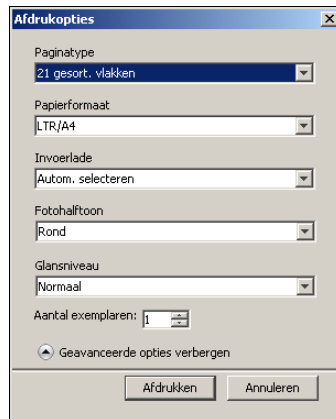 Afdrukopties
Paginatype
21 gesort. vlakken
Papierformaat
LTR/A4
Invoerlade
Autom. selecteren
Fotohalftoon
Rond
Glansniveau
Normaal
Aantal exemplaren: 1
Geavanceerde opties verbergen
Afdrukken Annuleren